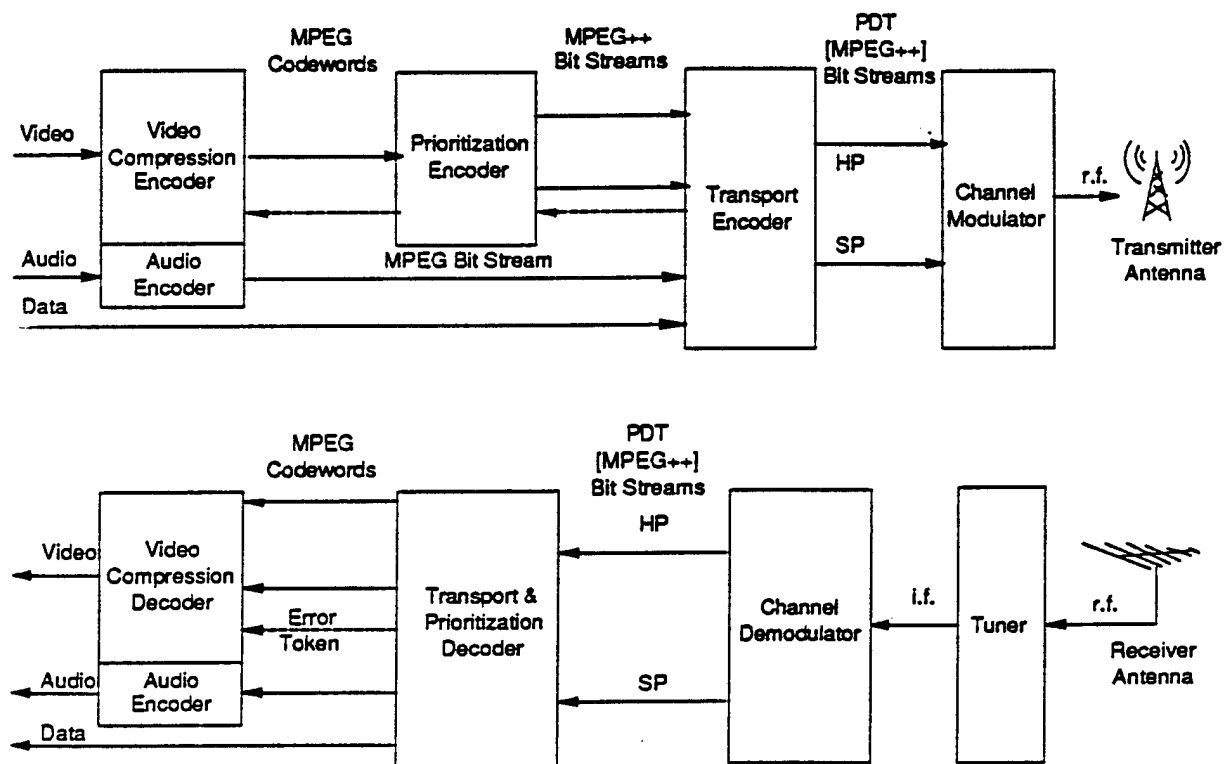 MPEG
Codewords
MPEG++
Bit Streams
PDT
[MPEG++]
Bit Streams
Video
Video
Compression
Encoder
Prioritization
Encoder
Transport
Encoder
HP
SP
Channel
Modulator
r.f.
Transmitter
Antenna
Audio
Audio
Encoder
MPEG Bit Stream
Data
MPEG
Codewords
PDT
[MPEG++]
Bit Streams
Video
Video
Compression
Decoder
Error
Token
Transport &
Prioritization
Decoder
HP
SP
Channel
Demodulator
i.f.
Tuner
r.f.
Receiver
Antenna
Audio
Audio
Encoder
Data